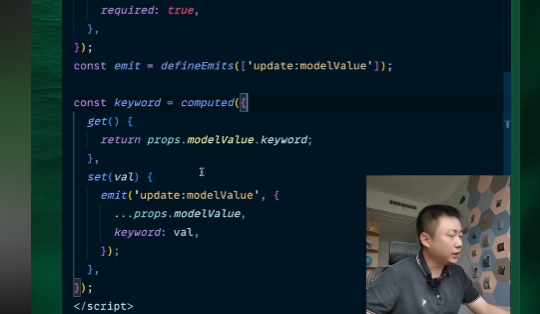 required: true,
},
});
const emit = defineEmits(['update:modelValue']);
const keyword = computed({
get() {
return props.modelValue.keyword;
},
set(val) {
emit('update:modelValue', {
...props.modelValue,
keyword: val,
});
},
});
</script>